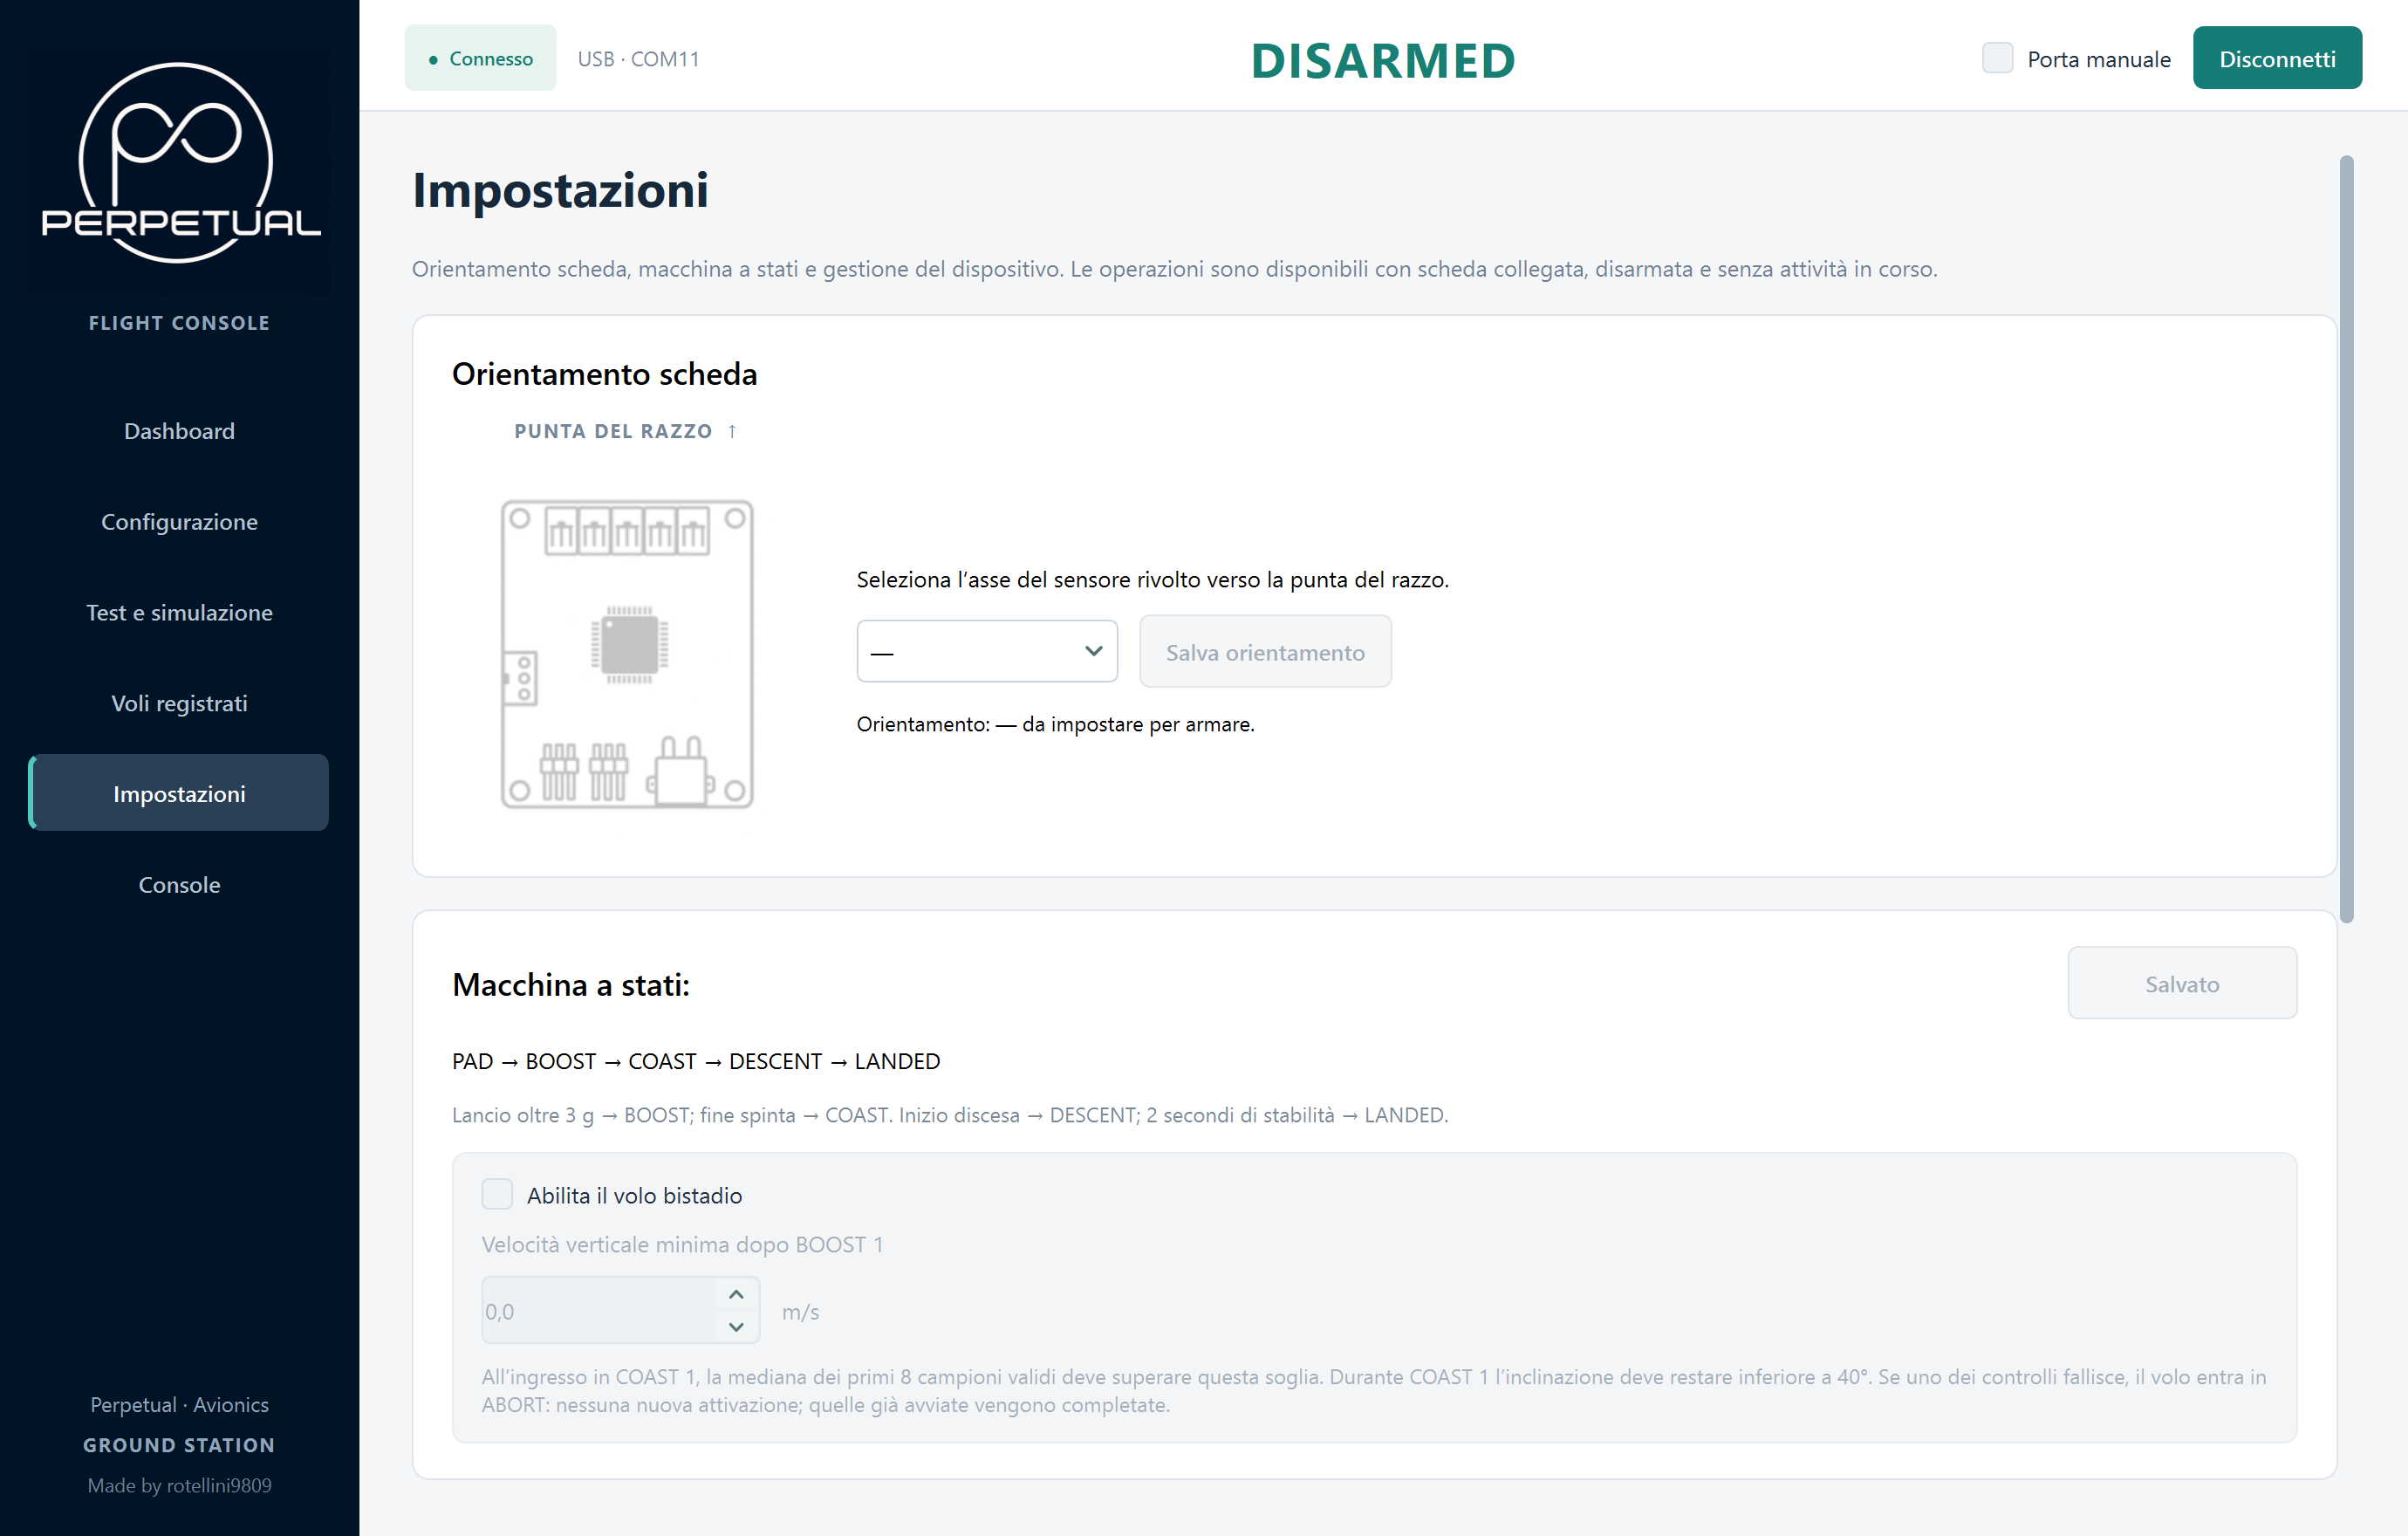 PERPETUAL
FLIGHT CONSOLE
Dashboard
Configurazione
Test e simulazione
Voli registrati
Impostazioni
Console
Perpetual · Avionics
GROUND STATION
Made by rotellini9809
● Connesso
USB · COM11
DISARMED
Porta manuale
Disconnetti
Impostazioni
Orientamento scheda, macchina a stati e gestione del dispositivo. Le operazioni sono disponibili con scheda collegata, disarmata e senza attività in corso.
Orientamento scheda
PUNTA DEL RAZZO ↑
Seleziona l’asse del sensore rivolto verso la punta del razzo.
—
Salva orientamento
Orientamento: — da impostare per armare.
Macchina a stati:
Salvato
PAD → BOOST → COAST → DESCENT → LANDED
Lancio oltre 3 g → BOOST; fine spinta → COAST. Inizio discesa → DESCENT; 2 secondi di stabilità → LANDED.
Abilita il volo bistadio
Velocità verticale minima dopo BOOST 1
0,0
m/s
All’ingresso in COAST 1, la mediana dei primi 8 campioni validi deve superare questa soglia. Durante COAST 1 l’inclinazione deve restare inferiore a 40°. Se uno dei controlli fallisce, il volo entra in
ABORT: nessuna nuova attivazione; quelle già avviate vengono completate.